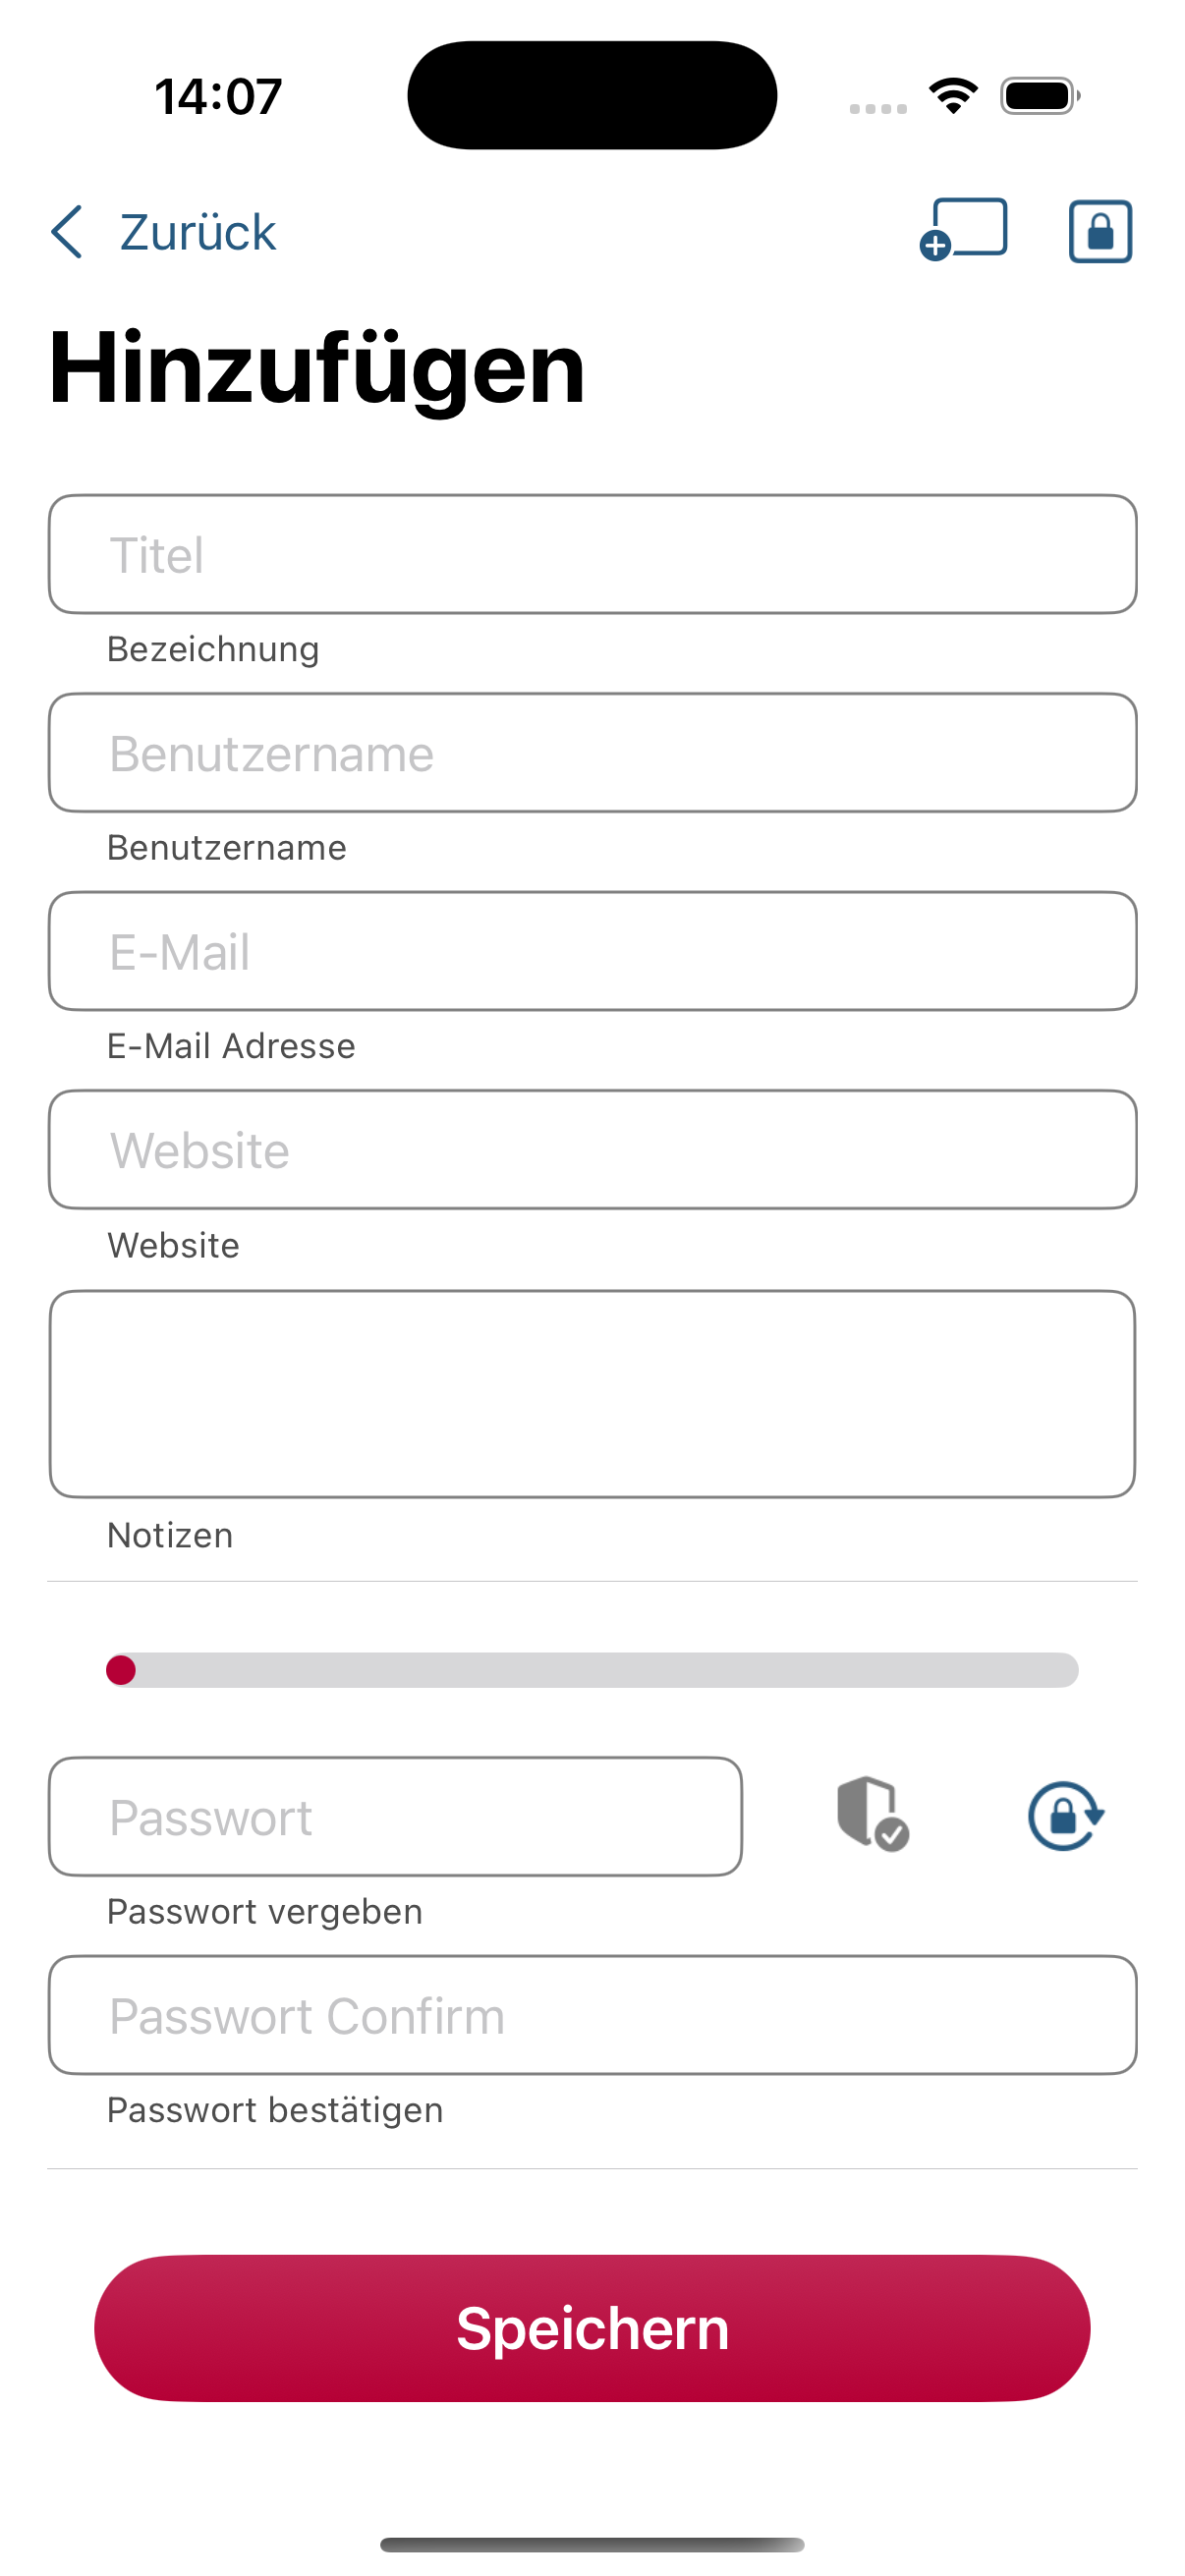 14:07
Zurück
Hinzufügen
Titel
Bezeichnung
Benutzername
Benutzername
E-Mail
E-Mail Adresse
Website
Website
Notizen
Passwort
Passwort vergeben
Passwort Confirm
Passwort bestätigen
Speichern